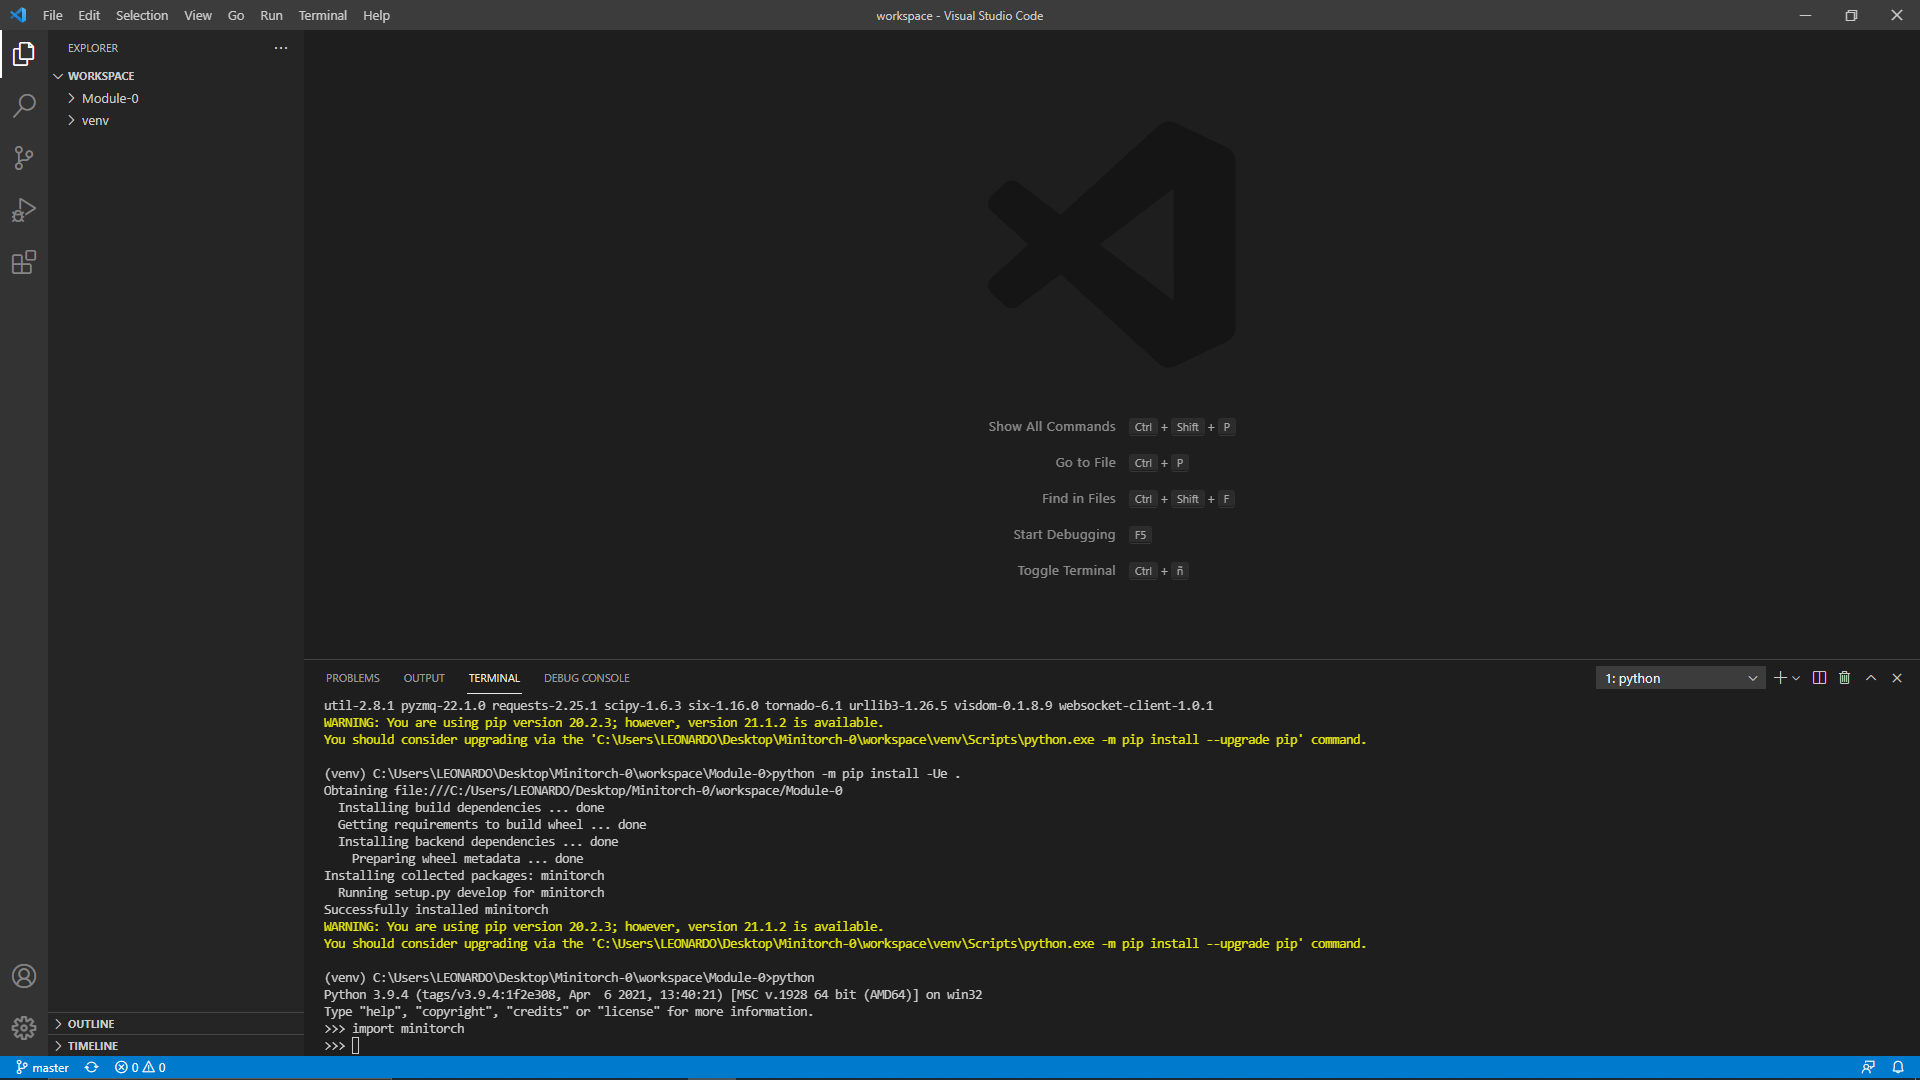 File Edit Selection View Go Run Terminal Help
workspace - Visual Studio Code
EXPLORER
WORKSPACE
Module-0
venv
Show All Commands Ctrl + Shift + P
Go to File Ctrl + P
Find in Files Ctrl + Shift + F
Start Debugging F5
Toggle Terminal Ctrl + ñ
PROBLEMS OUTPUT TERMINAL DEBUG CONSOLE
1: python
util-2.8.1 pyzmq-22.1.0 requests-2.25.1 scipy-1.6.3 six-1.16.0 tornado-6.1 urllib3-1.26.5 visdom-0.1.8.9 websocket-client-1.0.1
WARNING: You are using pip version 20.2.3; however, version 21.1.2 is available.
You should consider upgrading via the 'C:\Users\LEONARDO\Desktop\Minitorch-0\workspace\venv\Scripts\python.exe -m pip install --upgrade pip' command.
(venv) C:\Users\LEONARDO\Desktop\Minitorch-0\workspace\Module-0>python -m pip install -Ue .
Obtaining file:///C:/Users/LEONARDO/Desktop/Minitorch-0/workspace/Module-0
Installing build dependencies ... done
Getting requirements to build wheel ... done
Installing backend dependencies ... done
Preparing wheel metadata ... done
Installing collected packages: minitorch
Running setup.py develop for minitorch
Successfully installed minitorch
WARNING: You are using pip version 20.2.3; however, version 21.1.2 is available.
You should consider upgrading via the 'C:\Users\LEONARDO\Desktop\Minitorch-0\workspace\venv\Scripts\python.exe -m pip install --upgrade pip' command.
(venv) C:\Users\LEONARDO\Desktop\Minitorch-0\workspace\Module-0>python
Python 3.9.4 (tags/v3.9.4:1f2e308, Apr  6 2021, 13:40:21) [MSC v.1928 64 bit (AMD64)] on win32
Type "help", "copyright", "credits" or "license" for more information.
>>> import minitorch
>>>
OUTLINE
TIMELINE
master 0 0